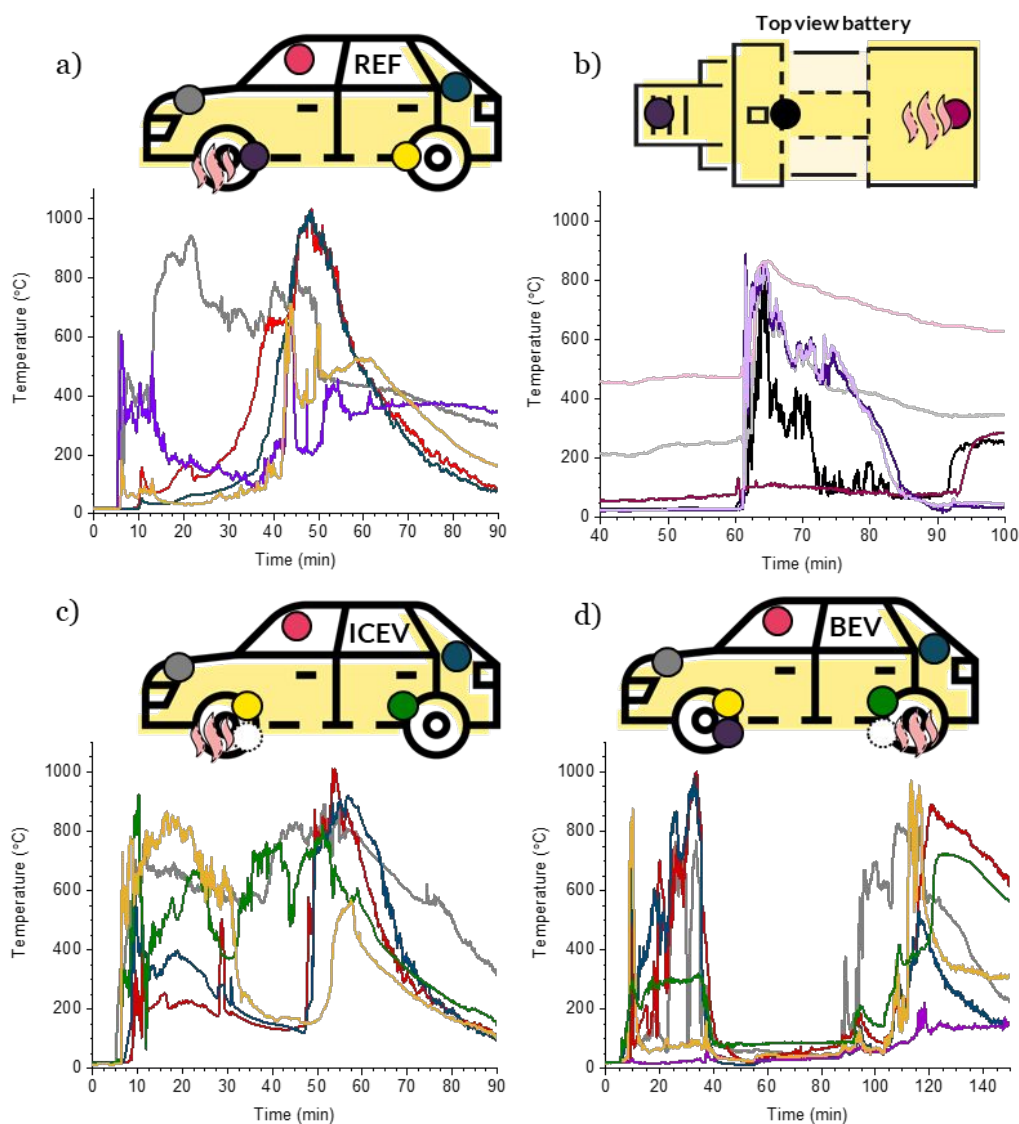 a)
REF
1000
800
600
400
200
0
Temperature (°C)
0 10 20 30 40 50 60 70 80 90
Time (min)
Top view battery
b)
1000
800
600
400
200
0
Temperature (°C)
40 50 60 70 80 90 100
Time (min)
c)
ICEV
1000
800
600
400
200
0
Temperature (°C)
0 10 20 30 40 50 60 70 80 90
Time (min)
d)
BEV
1000
800
600
400
200
0
Temperature (°C)
0 20 40 60 80 100 120 140
Time (min)